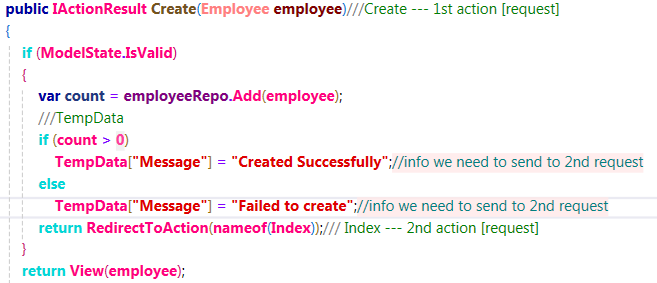 public IActionResult Create(Employee employee)///Create --- 1st action [request]
{
if (ModelState.IsValid)
{
var count = employeeRepo.Add(employee);
///TempData
if (count > 0)
TempData["Message"] = "Created Successfully";//info we need to send to 2nd request
else
TempData["Message"] = "Failed to create";//info we need to send to 2nd request
return RedirectToAction(nameof(Index));/// Index --- 2nd action [request]
}
return View(employee);